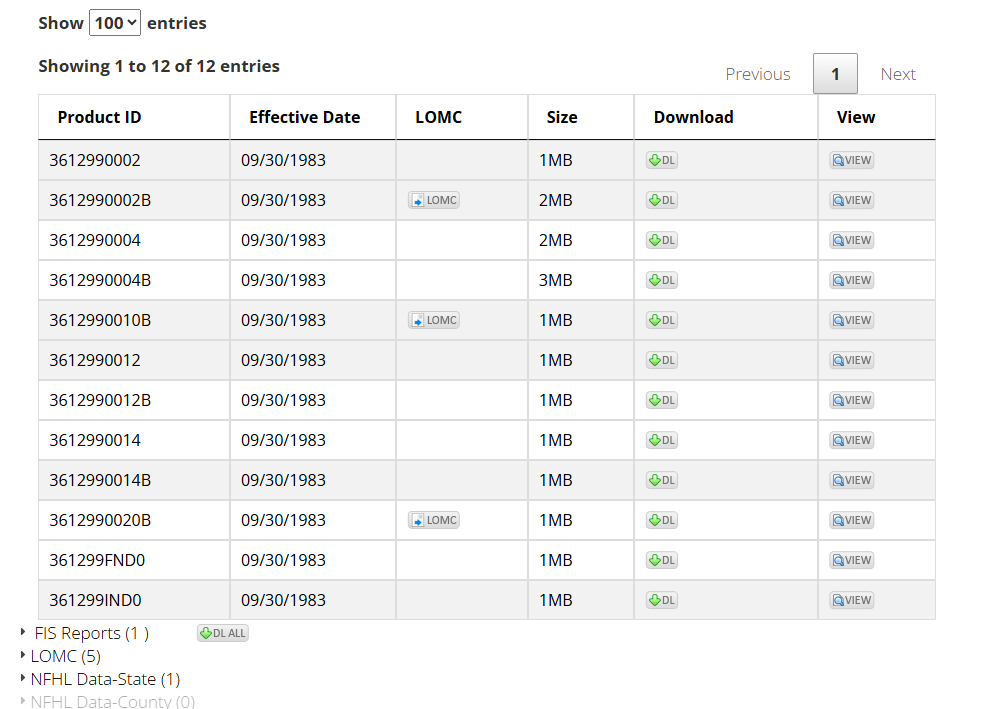 Show 100 entries
Showing 1 to 12 of 12 entries
Previous 1 Next
Product ID Effective Date LOMC Size Download View
3612990002 09/30/1983 1MB DL VIEW
3612990002B 09/30/1983 LOMC 2MB DL VIEW
3612990004 09/30/1983 2MB DL VIEW
3612990004B 09/30/1983 3MB DL VIEW
3612990010B 09/30/1983 LOMC 1MB DL VIEW
3612990012 09/30/1983 1MB DL VIEW
3612990012B 09/30/1983 1MB DL VIEW
3612990014 09/30/1983 1MB DL VIEW
3612990014B 09/30/1983 1MB DL VIEW
3612990020B 09/30/1983 LOMC 1MB DL VIEW
361299FND0 09/30/1983 1MB DL VIEW
361299IND0 09/30/1983 1MB DL VIEW
FIS Reports (1 ) DL ALL
LOMC (5)
NFHL Data-State (1)
NFHL Data-County (0)